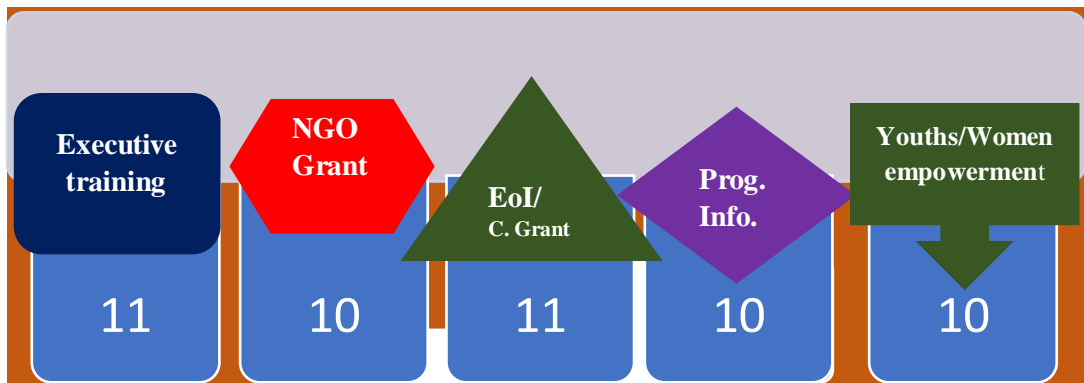 Executive
training
NGO
Grant
EoI/
C. Grant
Prog.
Info.
Youths/Women
empowerment
11
10
11
10
10